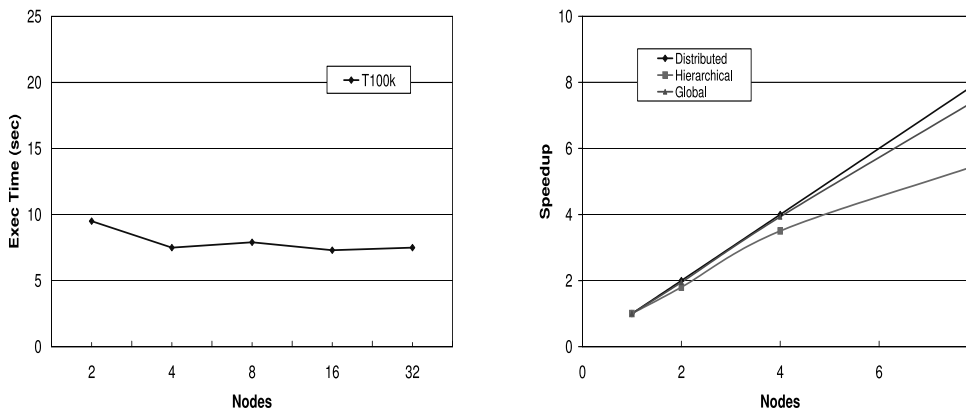 25
20
15
10
5
0
Exec Time (sec)
T100k
2 4 8 16 32
Nodes
10
8
6
4
2
0
Speedup
Distributed
Hierarchical
Global
0 2 4 6
Nodes